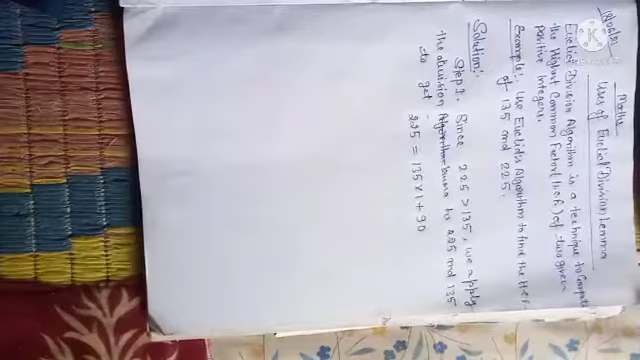 Maths
Note:
Uses of Euclid Division Lemma
Euclid Division Algorithm is a technique to Compute
the Highest Common Factor (H.C.F.) of two given
positive integers.
Example: Use Euclid's Algorithm to find the H.C.F
of 135 and 225.
Solution:
Step 1. Since 225 > 135, we apply
the division lemma to 225 and 135
to get
225 = 135 x 1 + 90
KINEMASTER